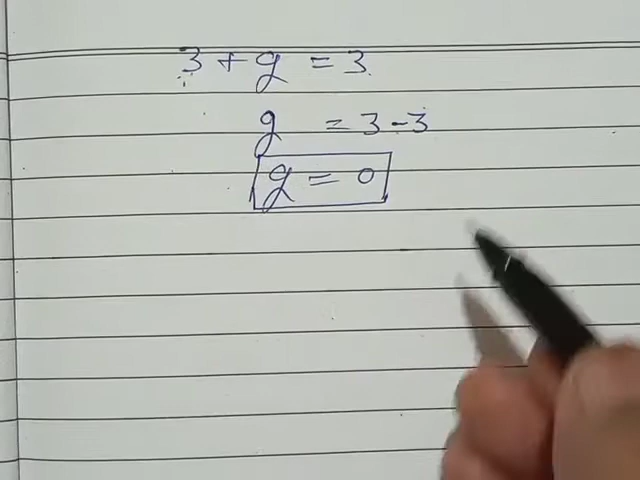 3 + g = 3
g = 3 - 3
g = 0